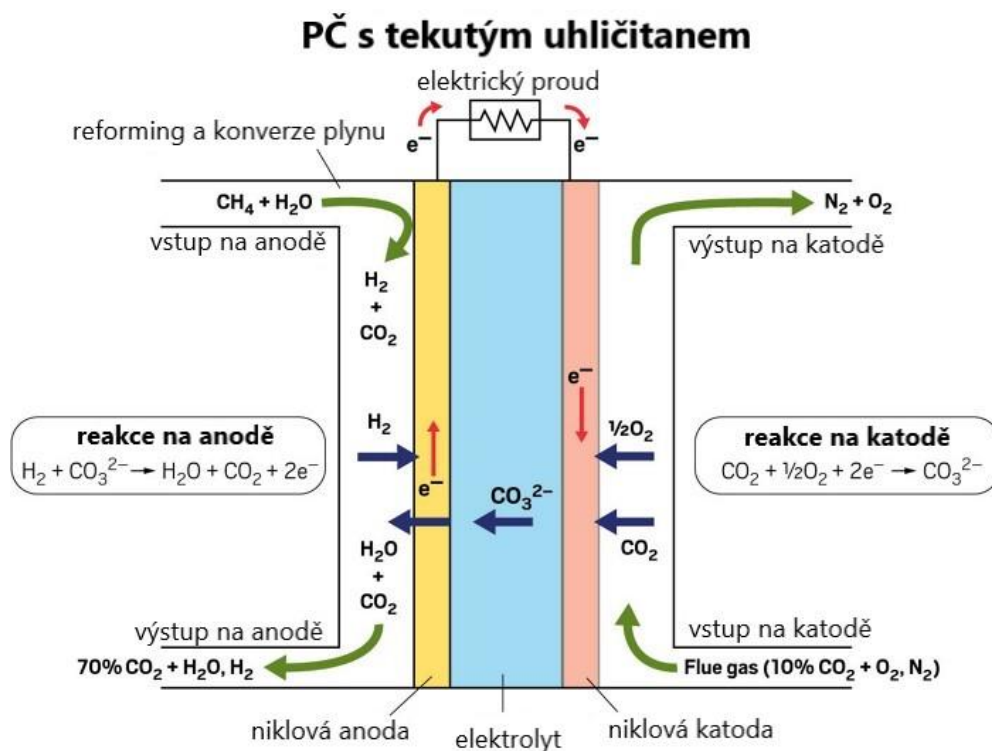 PČ s tekutým uhličitanem
elektrický proud
reforming a konverze plynu
e⁻
e⁻
CH₄ + H₂O
N₂ + O₂
vstup na anodě
výstup na katodě
H₂
+
CO₂
e⁻
H₂
½O₂
reakce na anodě
H₂ + CO₃²⁻ → H₂O + CO₂ + 2e⁻
reakce na katodě
CO₂ + ½O₂ + 2e⁻ → CO₃²⁻
e⁻
CO₃²⁻
H₂O
+
CO₂
CO₂
výstup na anodě
vstup na katodě
70% CO₂ + H₂O, H₂
Flue gas (10% CO₂ + O₂, N₂)
niklová anoda
elektrolyt
niklová katoda